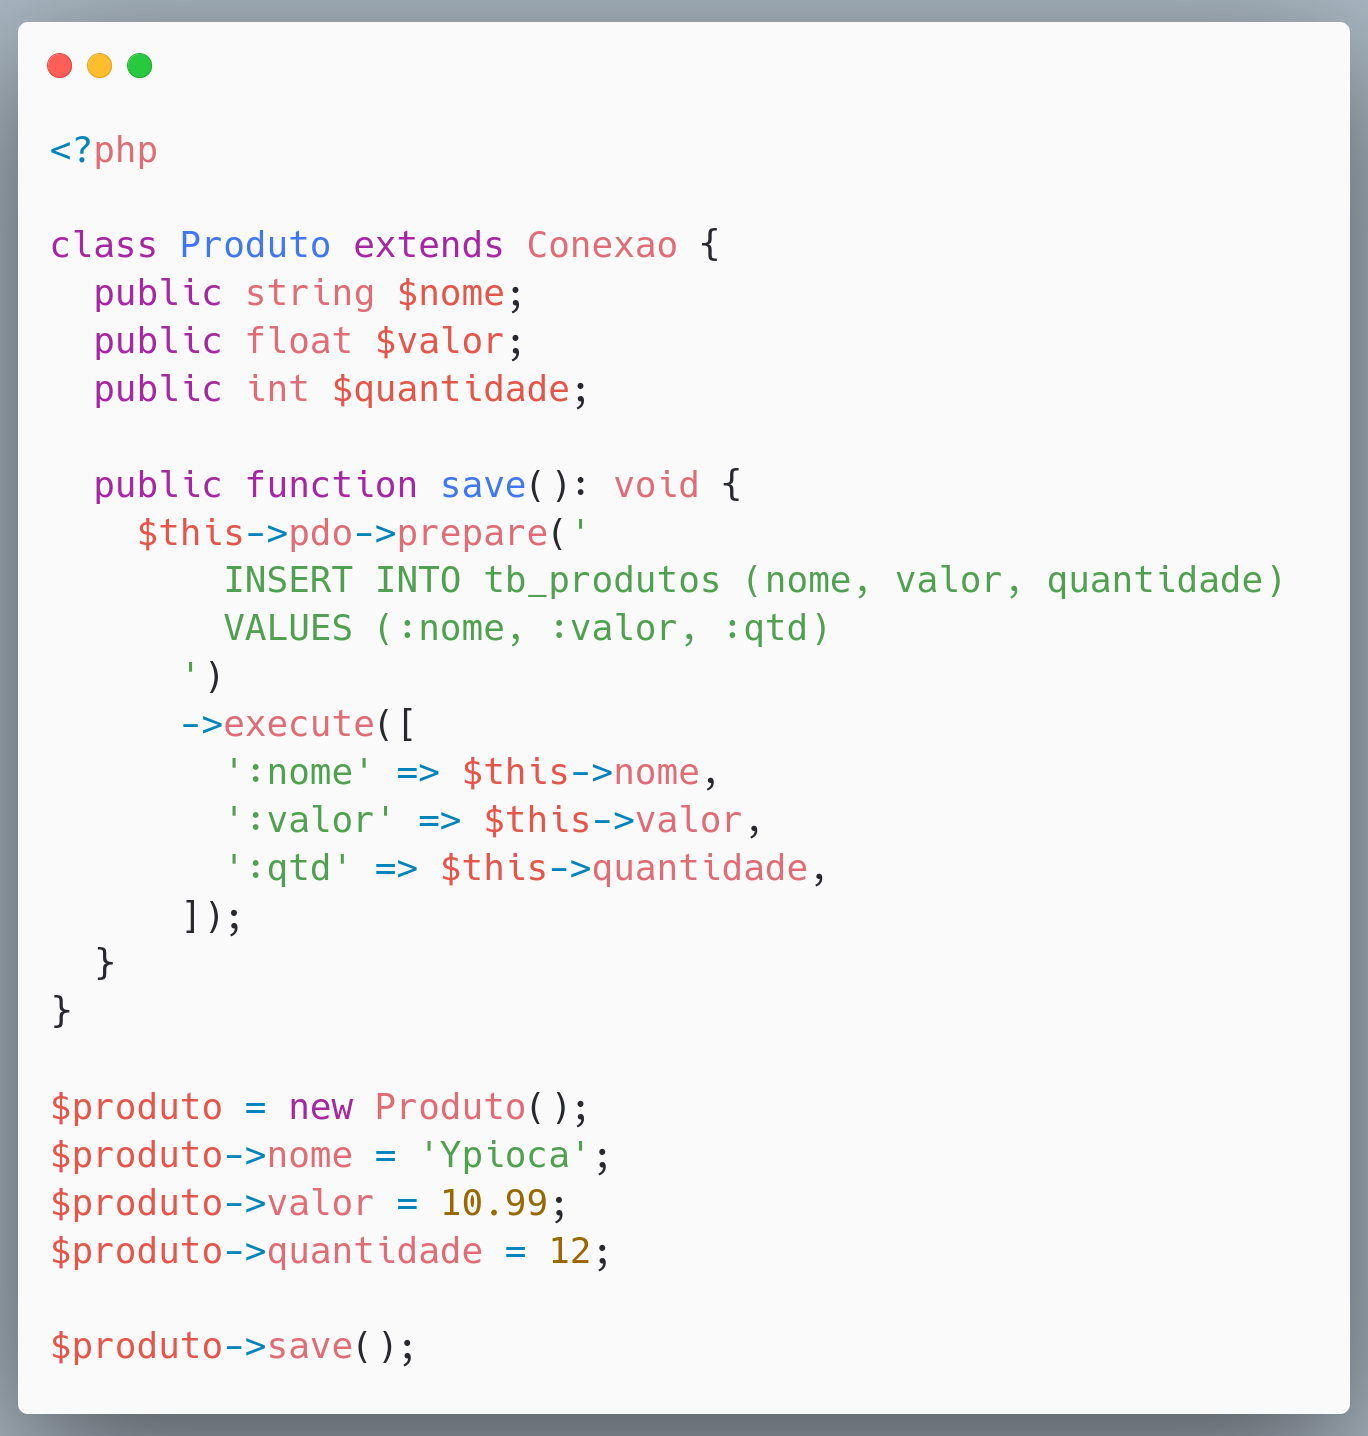 <?php

class Produto extends Conexao {
  public string $nome;
  public float $valor;
  public int $quantidade;

  public function save(): void {
    $this->pdo->prepare('
        INSERT INTO tb_produtos (nome, valor, quantidade)
        VALUES (:nome, :valor, :qtd)
      ')
      ->execute([
        ':nome' => $this->nome,
        ':valor' => $this->valor,
        ':qtd' => $this->quantidade,
      ]);
  }
}

$produto = new Produto();
$produto->nome = 'Ypioca';
$produto->valor = 10.99;
$produto->quantidade = 12;

$produto->save();